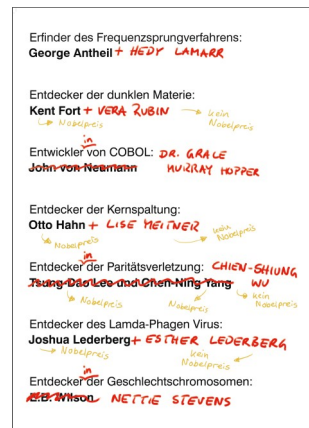 Erfinder des Frequenzsprungverfahrens:
George Antheil + HEDY LAMARR
Entdecker der dunklen Materie:
Kent Fort + VERA RUBIN → kein Nobelpreis
↳ Nobelpreis
in
Entwickler von COBOL: DR. GRACE
John von Neumann MURRAY HOPPER
Entdecker der Kernspaltung:
Otto Hahn + LISE MEITNER kein Nobelpreis
↳ Nobelpreis
in
Entdecker der Paritätsverletzung: CHIEN-SHIUNG
Tsung-Dao Lee und Chen-Ning Yang WU
Nobelpreis Nobelpreis kein Nobelpreis
Entdecker des Lamda-Phagen Virus:
Joshua Lederberg + ESTHER LEDERBERG
→ Nobelpreis kein Nobelpreis
in
Entdecker der Geschlechtschromosomen:
E.B. Wilson NETTIE STEVENS